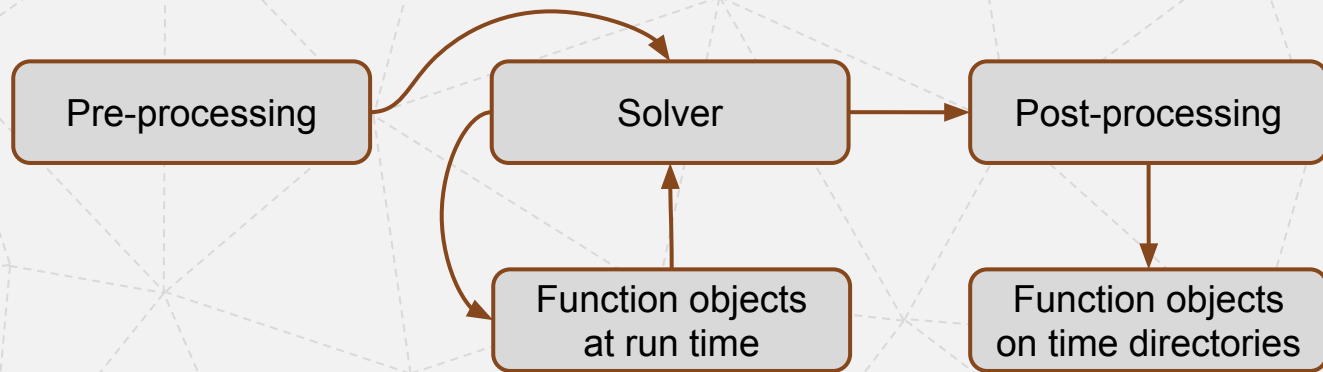 Pre-processing
Solver
Post-processing
Function objects
at run time
Function objects
on time directories